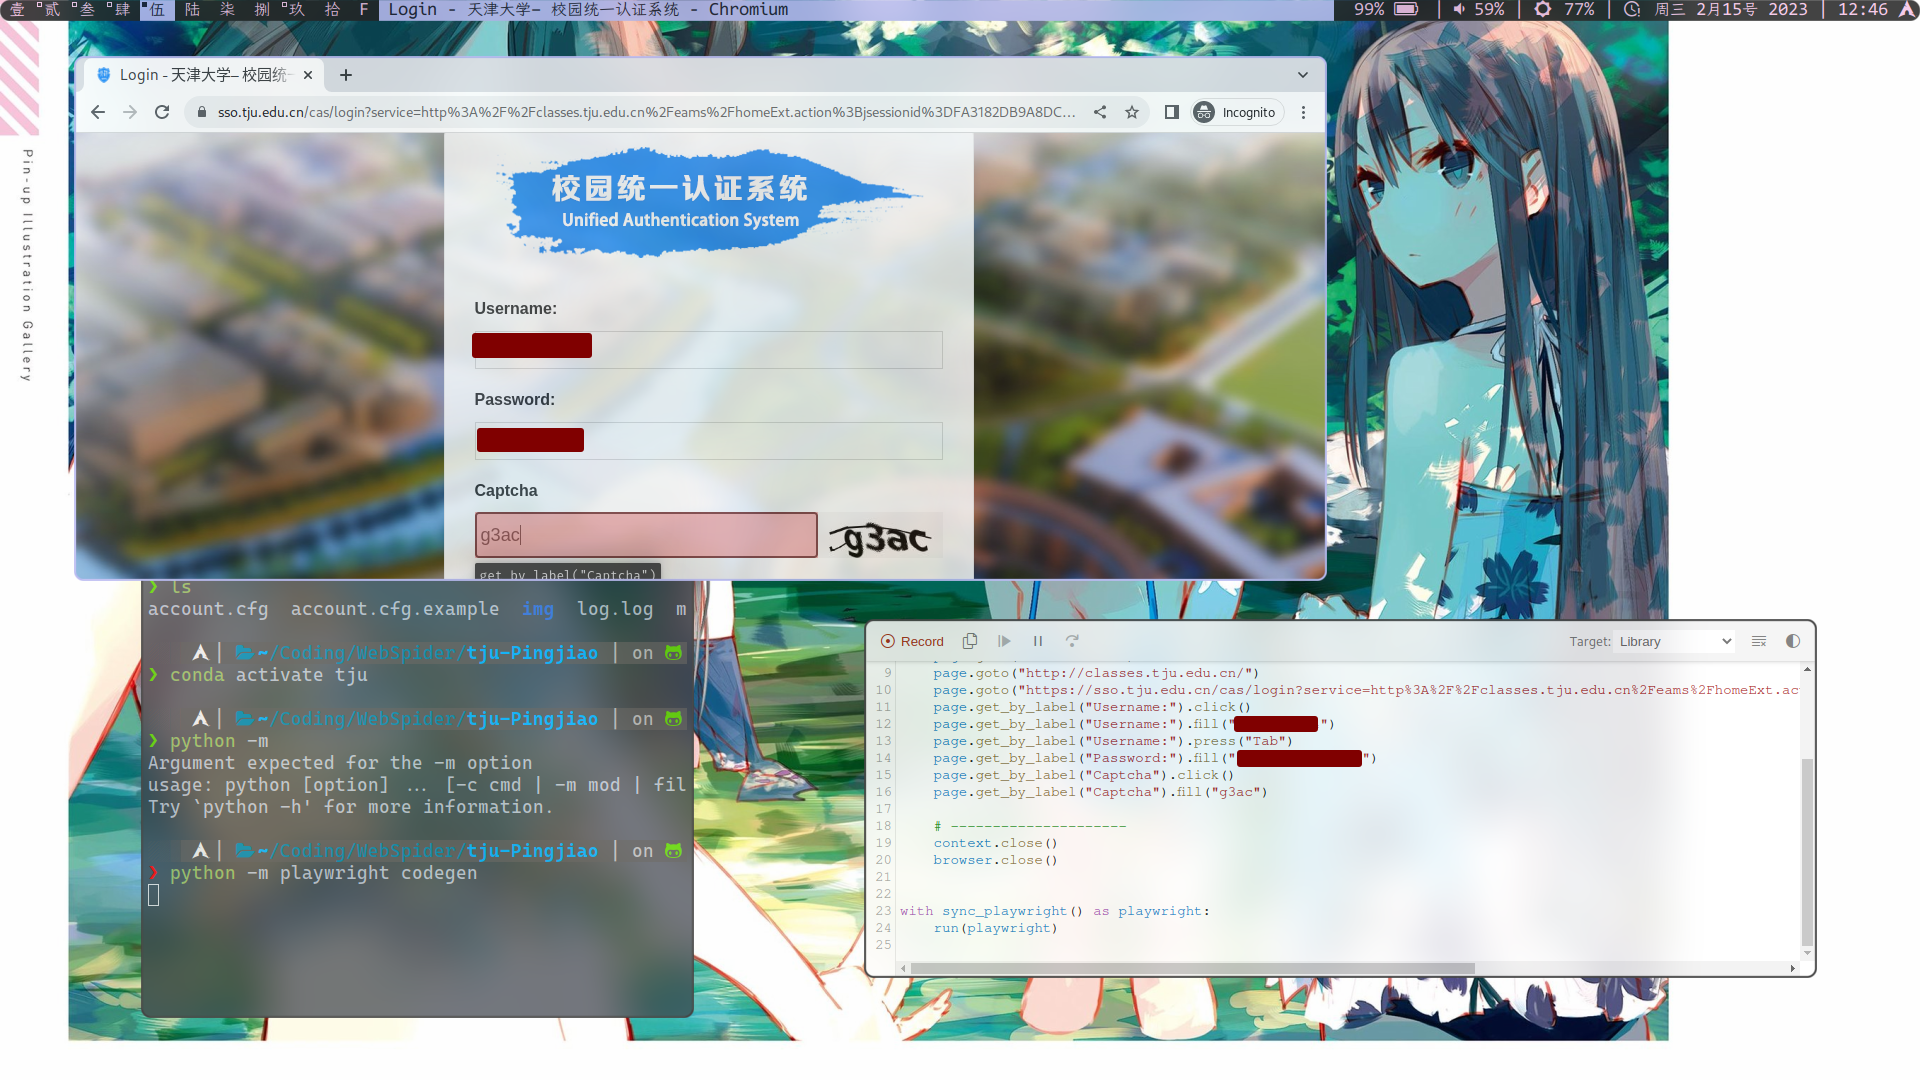 壹 贰 叁 肆 伍 陆 柒 捌 玖 拾 F Login - 天津大学– 校园统一认证系统 - Chromium 99% | 59% | 77% | 周三 2月15号 2023 | 12:46
Pin-up Illustration Gallery
Login - 天津大学– 校园统一
sso.tju.edu.cn/cas/login?service=http%3A%2F%2Fclasses.tju.edu.cn%2Feams%2FhomeExt.action%3Bjsessionid%3DFA3182DB9A8DC... Incognito
校园统一认证系统
Unified Authentication System
Username:
Password:
Captcha
g3ac g3ac
get_by_label("Captcha")
❯ ls
account.cfg account.cfg.example img log.log m
| ~/Coding/WebSpider/tju-Pingjiao | on
❯ conda activate tju
| ~/Coding/WebSpider/tju-Pingjiao | on
❯ python -m
Argument expected for the -m option
usage: python [option] ... [-c cmd | -m mod | fil
Try `python -h' for more information.
| ~/Coding/WebSpider/tju-Pingjiao | on
❯ python -m playwright codegen
Record Target: Library
9 page.goto("http://classes.tju.edu.cn/")
10 page.goto("https://sso.tju.edu.cn/cas/login?service=http%3A%2F%2Fclasses.tju.edu.cn%2Feams%2FhomeExt.ac
11 page.get_by_label("Username:").click()
12 page.get_by_label("Username:").fill(" ")
13 page.get_by_label("Username:").press("Tab")
14 page.get_by_label("Password:").fill(" ")
15 page.get_by_label("Captcha").click()
16 page.get_by_label("Captcha").fill("g3ac")
17
18 # ---------------------
19 context.close()
20 browser.close()
21
22
23 with sync_playwright() as playwright:
24 run(playwright)
25